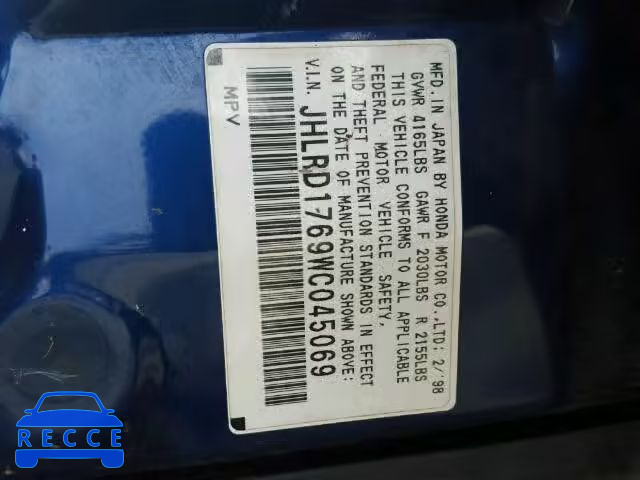 MFD. IN JAPAN BY HONDA MOTOR CO., LTD; 2/'98
GVWR 4165LBS GAWR F 2030LBS R 2155LBS
THIS VEHICLE CONFORMS TO ALL APPLICABLE
FEDERAL MOTOR VEHICLE SAFETY,
AND THEFT PREVENTION STANDARDS IN EFFECT
ON THE DATE OF MANUFACTURE SHOWN ABOVE:
V.I.N. JHLRD1769WC045069
MPV
RECCE